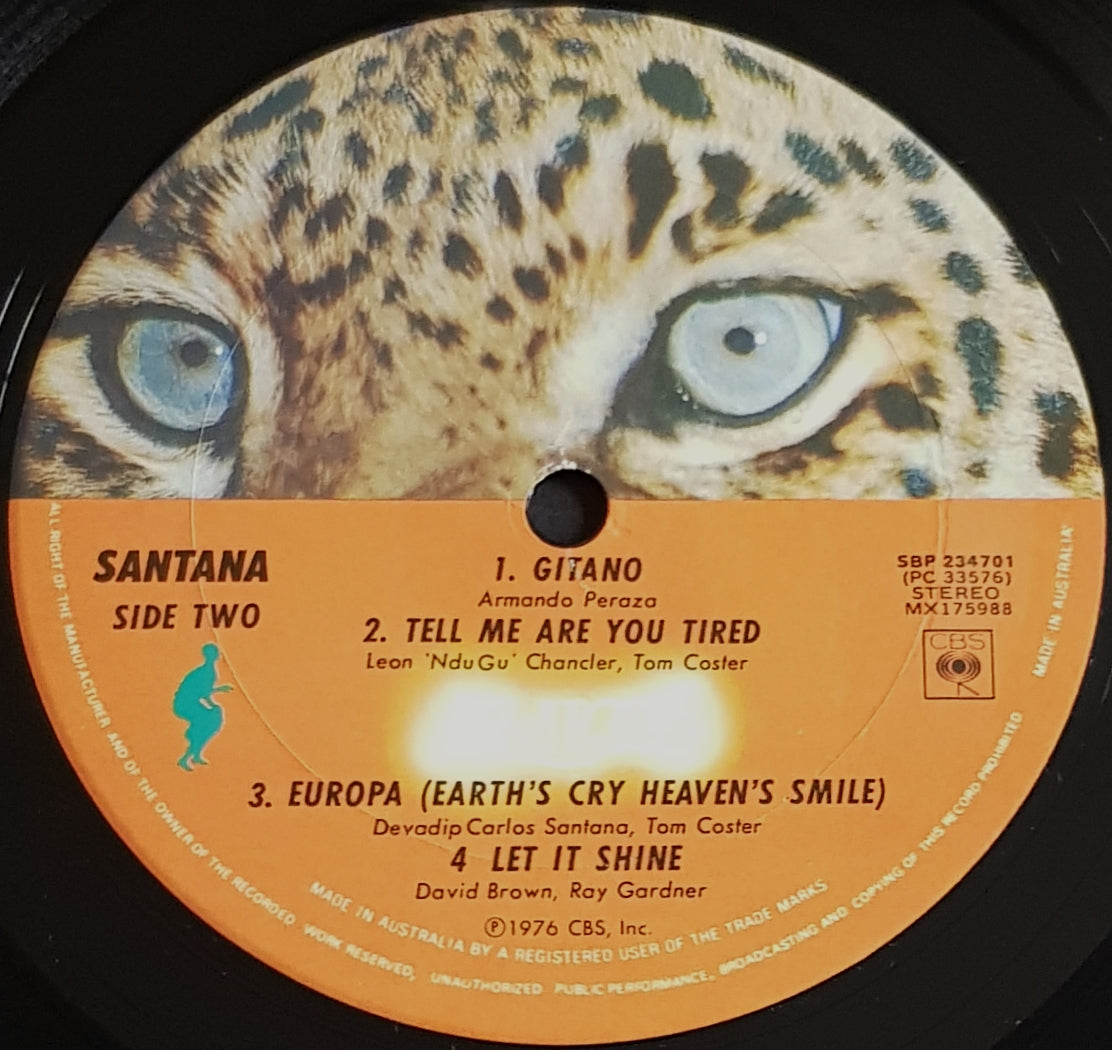 SANTANA
SIDE TWO
1. GITANO
Armando Peraza
2. TELL ME ARE YOU TIRED
Leon 'NduGu' Chancler, Tom Coster
3. EUROPA (EARTH'S CRY HEAVEN'S SMILE)
Devadip Carlos Santana, Tom Coster
4 LET IT SHINE
David Brown, Ray Gardner
℗1976 CBS, Inc.
SBP 234701
(PC 33576)
STEREO
MX175988
CBS
MADE IN AUSTRALIA BY A REGISTERED USER OF THE TRADE MARKS
ALL RIGHT OF THE MANUFACTURER AND OF THE OWNER OF THE RECORDED WORK RESERVED, UNAUTHORIZED PUBLIC PERFORMANCE, BROADCASTING AND COPYING OF THIS RECORD PROHIBITED
MADE IN AUSTRALIA